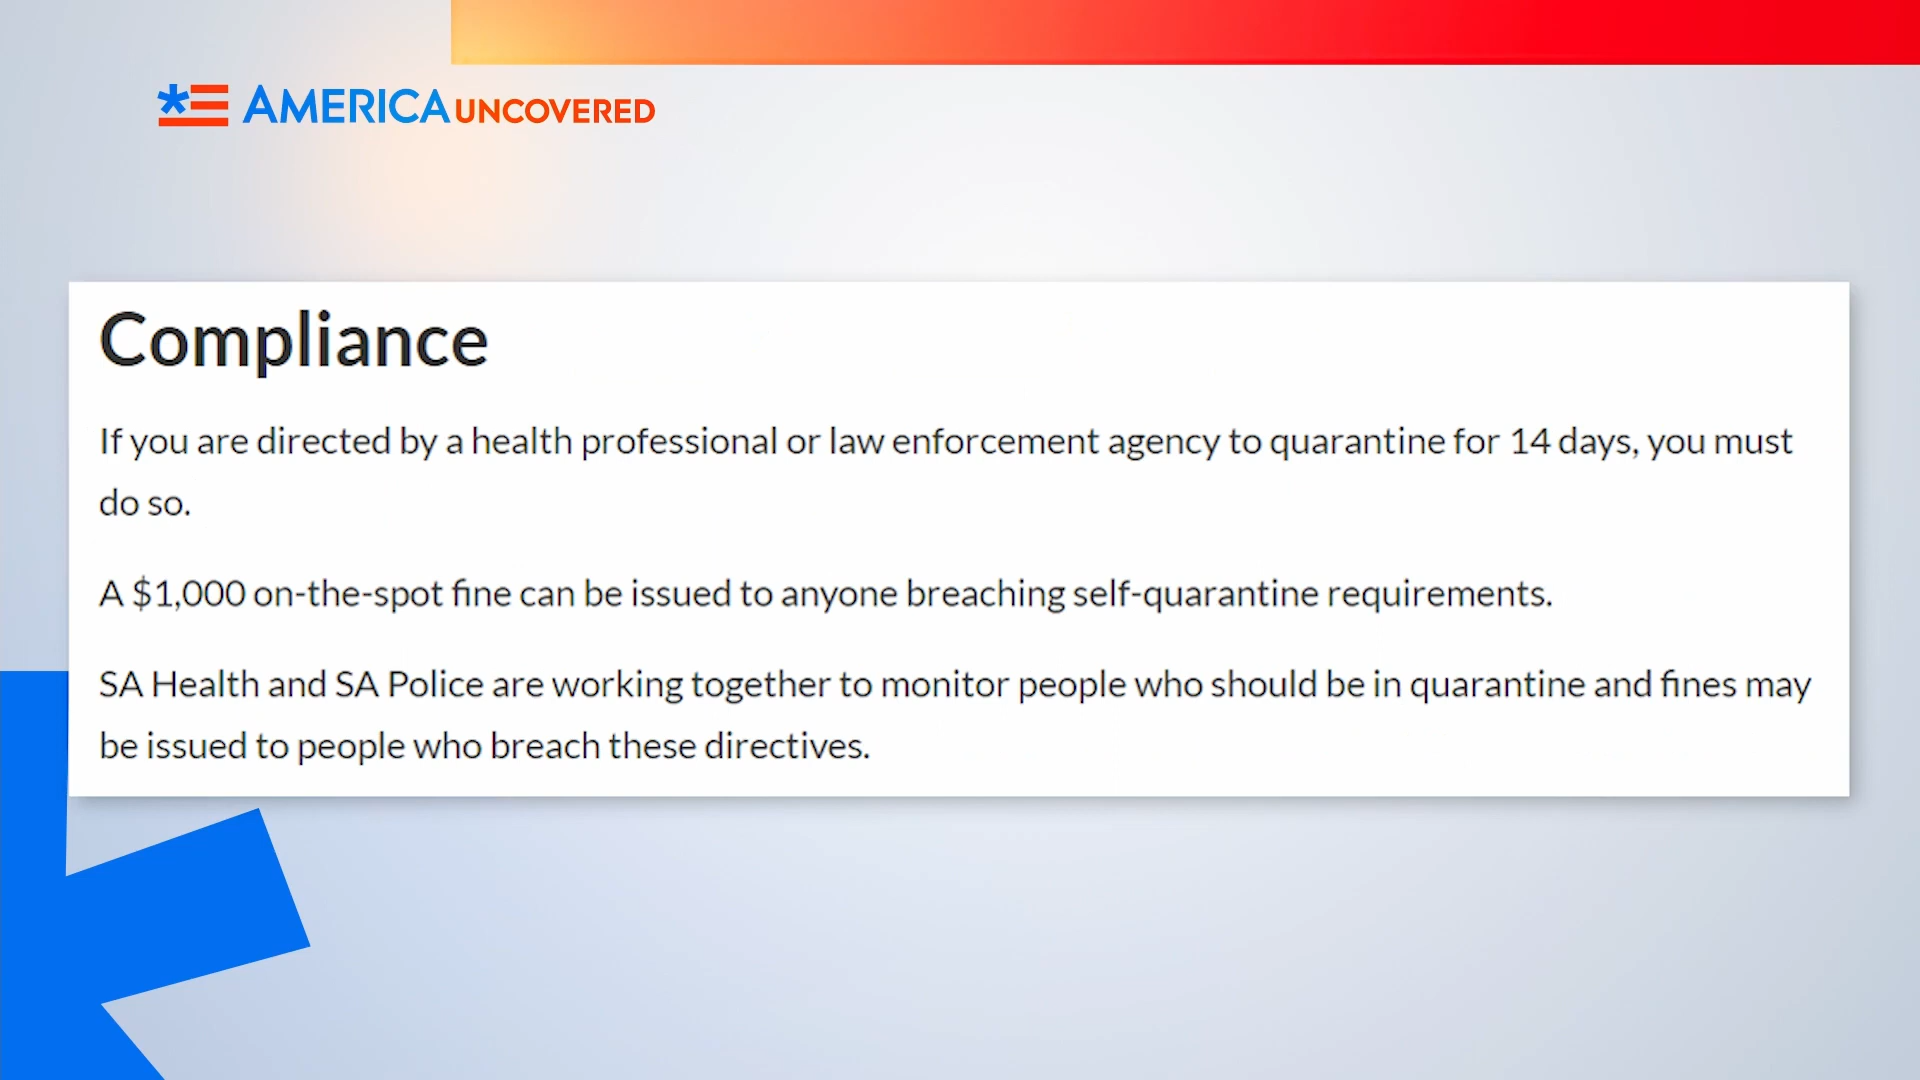 AMERICA UNCOVERED
Compliance
If you are directed by a health professional or law enforcement agency to quarantine for 14 days, you must
do so.
A $1,000 on-the-spot fine can be issued to anyone breaching self-quarantine requirements.
SA Health and SA Police are working together to monitor people who should be in quarantine and fines may
be issued to people who breach these directives.